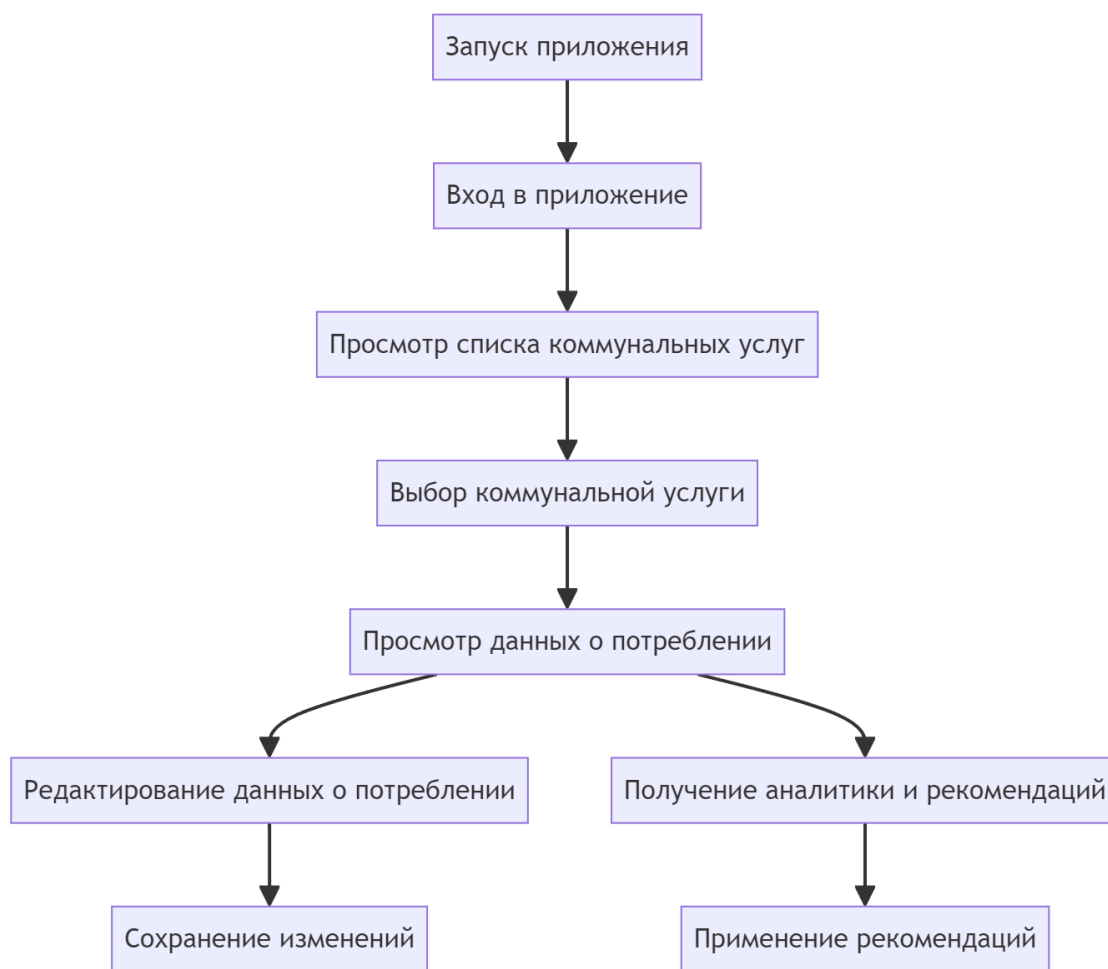 Запуск приложения
Вход в приложение
Просмотр списка коммунальных услуг
Выбор коммунальной услуги
Просмотр данных о потреблении
Редактирование данных о потреблении
Получение аналитики и рекомендаций
Сохранение изменений
Применение рекомендаций